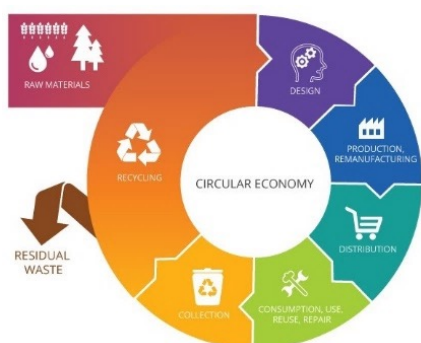 RAW MATERIALS
DESIGN
PRODUCTION,
REMANUFACTURING
RECYCLING
CIRCULAR ECONOMY
DISTRIBUTION
RESIDUAL
WASTE
COLLECTION
CONSUMPTION, USE,
REUSE, REPAIR